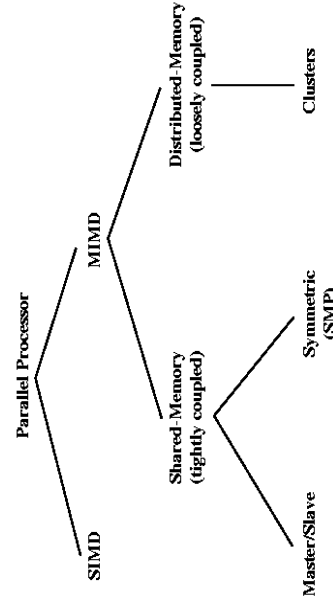 Parallel Processor
SIMD
MIMD
Shared-Memory
(tightly coupled)
Distributed-Memory
(loosely coupled)
Master/Slave
Symmetric
(SMP)
Clusters